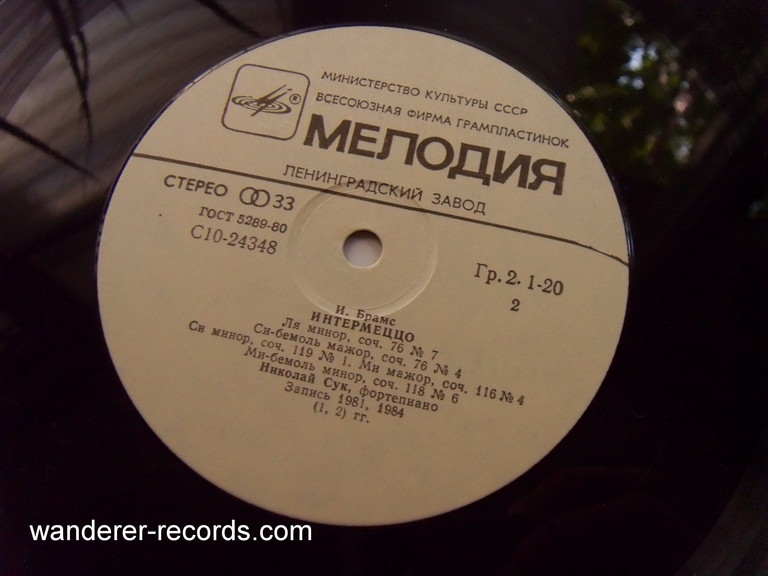 МИНИСТЕРСТВО КУЛЬТУРЫ СССР
ВСЕСОЮЗНАЯ ФИРМА ГРАМПЛАСТИНОК
МЕЛОДИЯ
ЛЕНИНГРАДСКИЙ ЗАВОД
СТЕРЕО 33
ГОСТ 5289-80
С10-24348
Гр. 2. 1-20
2
И. Брамс
ИНТЕРМЕЦЦО
Ля минор, соч. 76 № 7
Си-бемоль мажор, соч. 76 № 4
Си минор, соч. 119 № 1. Ми мажор, соч. 116 № 4
Ми-бемоль минор, соч. 118 № 6
Николай Сук, фортепиано
Запись 1981, 1984
(1, 2) гг.
wanderer-records.com